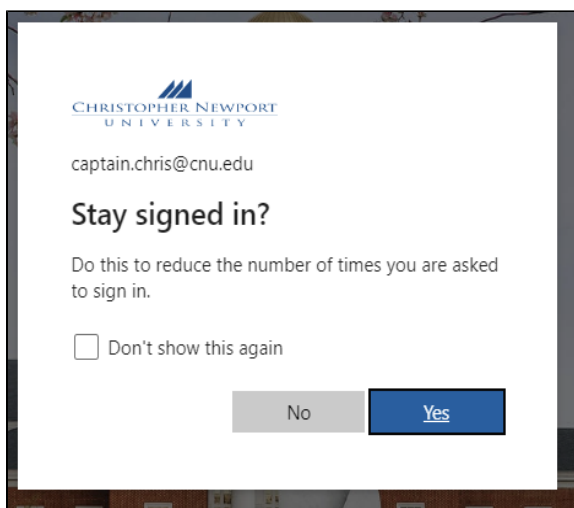 CHRISTOPHER NEWPORT
UNIVERSITY
captain.chris@cnu.edu
Stay signed in?
Do this to reduce the number of times you are asked
to sign in.
Don't show this again
No Yes